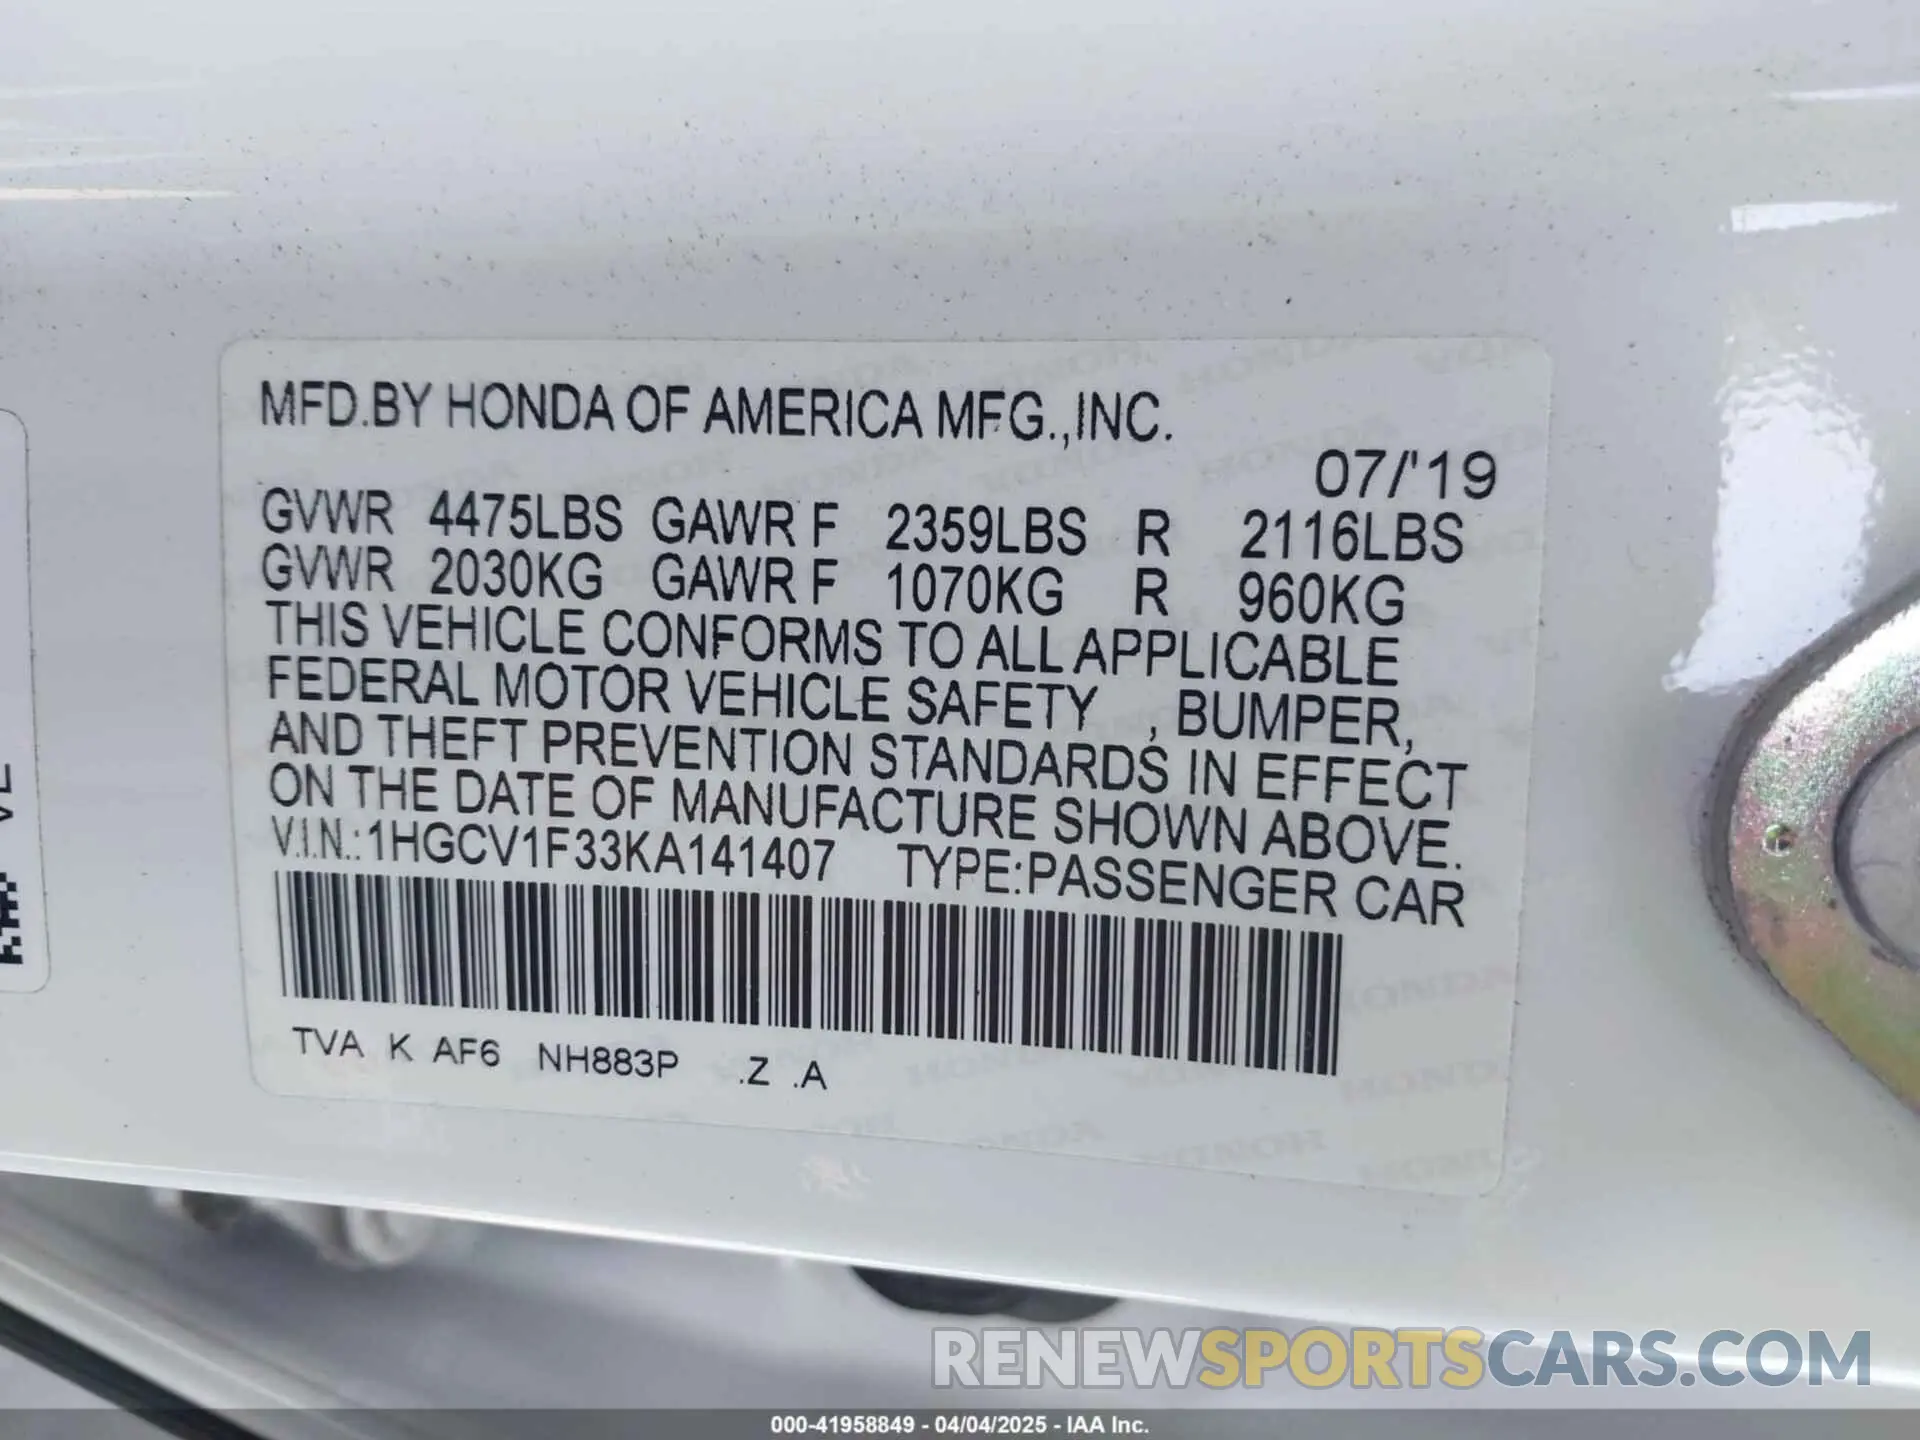 MFD.BY HONDA OF AMERICA MFG.,INC.
07/'19
GVWR 4475LBS GAWR F 2359LBS R 2116LBS
GVWR 2030KG GAWR F 1070KG R 960KG
THIS VEHICLE CONFORMS TO ALL APPLICABLE
FEDERAL MOTOR VEHICLE SAFETY , BUMPER,
AND THEFT PREVENTION STANDARDS IN EFFECT
ON THE DATE OF MANUFACTURE SHOWN ABOVE.
V.I.N.:1HGCV1F33KA141407 TYPE:PASSENGER CAR
TVA K AF6 NH883P .Z .A
RENEWSPORTSCARS.COM
000-41958849 - 04/04/2025 - IAA Inc.